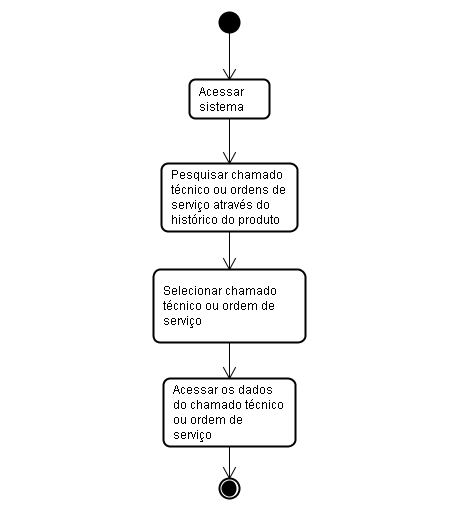 Acessar
sistema
Pesquisar chamado
técnico ou ordens de
serviço através do
histórico do produto
Selecionar chamado
técnico ou ordem de
serviço
Acessar os dados
do chamado técnico
ou ordem de
serviço